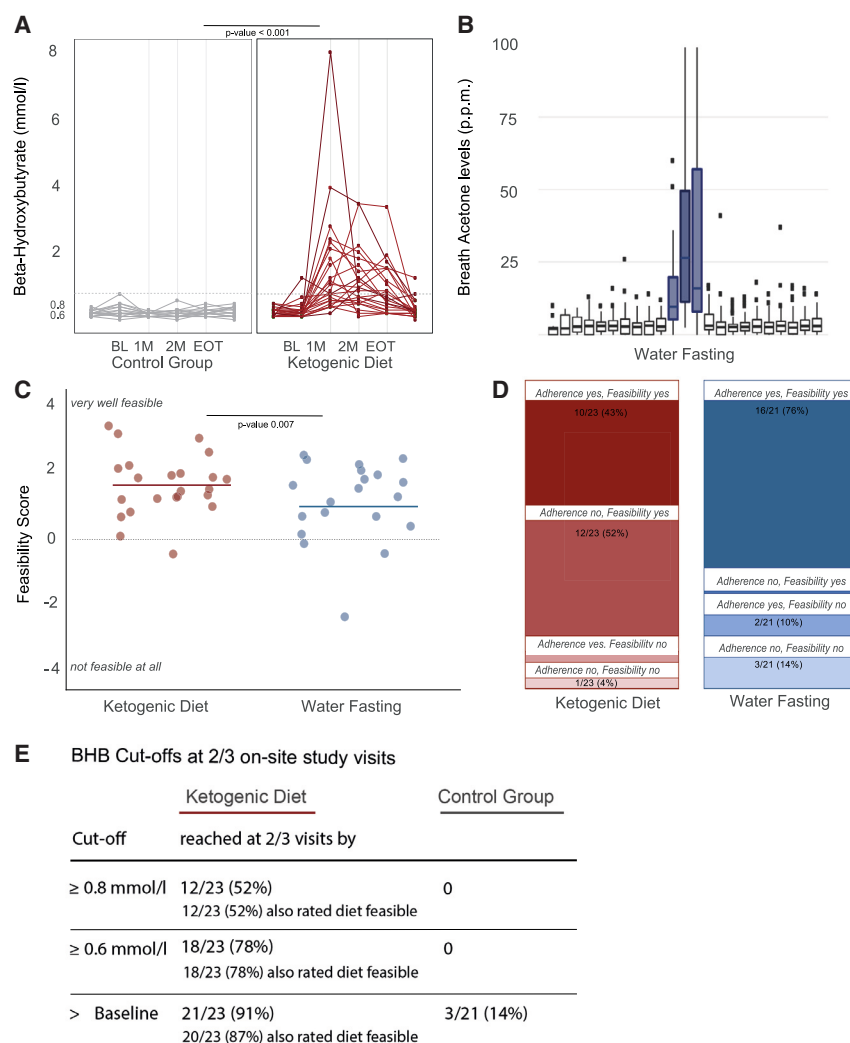 A
p-value < 0.001
Beta-Hydroxybutyrate (mmol/l)
8
6
4
2
0.8
0.6
BL 1M 2M EOT
Control Group
BL 1M 2M EOT
Ketogenic Diet
B
Breath Acetone levels (p.p.m.)
100
75
50
25
Water Fasting
C
Feasibility Score
4
2
0
-2
-4
very well feasible
p-value 0.007
not feasible at all
Ketogenic Diet
Water Fasting
D
Adherence yes, Feasibility yes
10/23 (43%)
Adherence no, Feasibility yes
12/23 (52%)
Adherence yes. Feasibility no
Adherence no, Feasibility no
1/23 (4%)
Ketogenic Diet
Adherence yes, Feasibility yes
16/21 (76%)
Adherence no, Feasibility yes
Adherence yes, Feasibility no
2/21 (10%)
Adherence no, Feasibility no
3/21 (14%)
Water Fasting
E
BHB Cut-offs at 2/3 on-site study visits
Ketogenic Diet Control Group
Cut-off reached at 2/3 visits by
≥ 0.8 mmol/l 12/23 (52%) 0
12/23 (52%) also rated diet feasible
≥ 0.6 mmol/l 18/23 (78%) 0
18/23 (78%) also rated diet feasible
> Baseline 21/23 (91%) 3/21 (14%)
20/23 (87%) also rated diet feasible